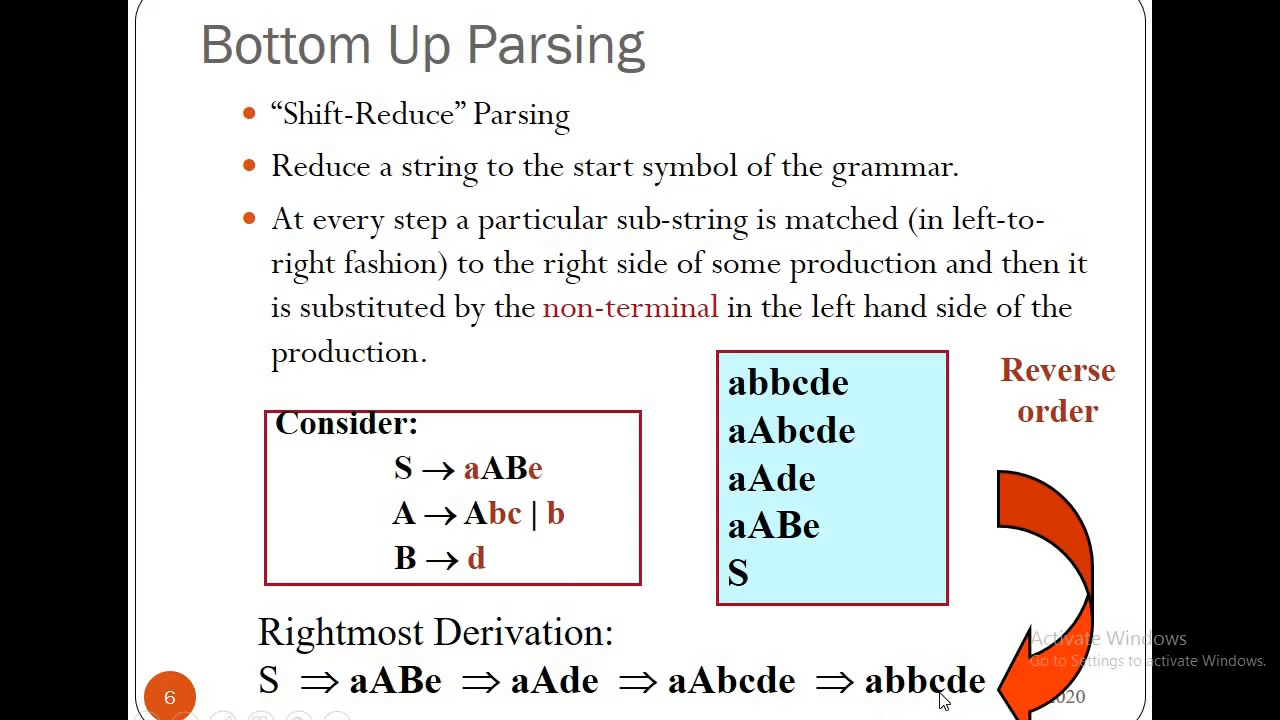 Bottom Up Parsing
“Shift-Reduce” Parsing
Reduce a string to the start symbol of the grammar.
At every step a particular sub-string is matched (in left-to-
right fashion) to the right side of some production and then it
is substituted by the non-terminal in the left hand side of the
production.
Consider:
S → aABe
A → Abc | b
B → d
abbcde
aAbcde
aAde
aABe
S
Reverse
order
Rightmost Derivation:
S ⇒ aABe ⇒ aAde ⇒ aAbcde ⇒ abbcde
Activate Windows
Go to Settings to activate Windows.
6